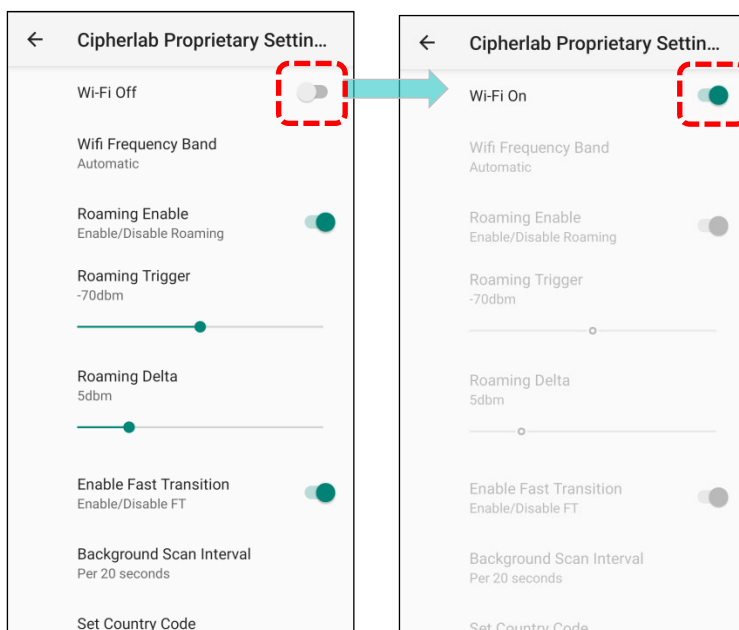 Cipherlab Proprietary Settin...
Wi-Fi Off
Wifi Frequency Band
Automatic
Roaming Enable
Enable/Disable Roaming
Roaming Trigger
-70dbm
Roaming Delta
5dbm
Enable Fast Transition
Enable/Disable FT
Background Scan Interval
Per 20 seconds
Set Country Code
Cipherlab Proprietary Settin...
Wi-Fi On
Wifi Frequency Band
Automatic
Roaming Enable
Enable/Disable Roaming
Roaming Trigger
-70dbm
Roaming Delta
5dbm
Enable Fast Transition
Enable/Disable FT
Background Scan Interval
Per 20 seconds
Set Country Code